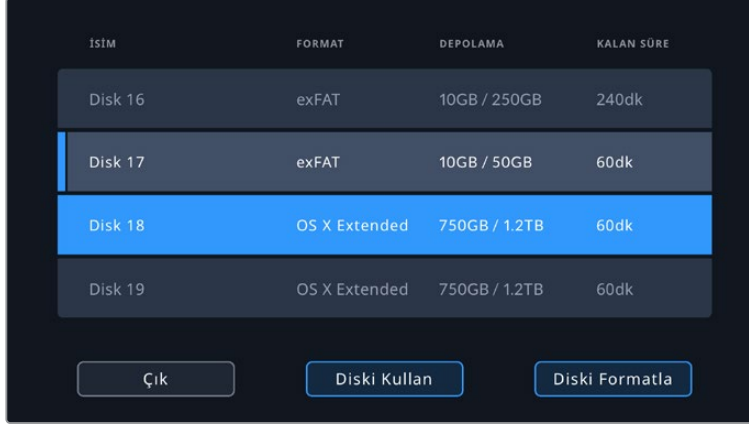 İSİM FORMAT DEPOLAMA KALAN SÜRE
Disk 16 exFAT 10GB / 250GB 240dk
Disk 17 exFAT 10GB / 50GB 60dk
Disk 18 OS X Extended 750GB / 1.2TB 60dk
Disk 19 OS X Extended 750GB / 1.2TB 60dk
Çık Diski Kullan Diski Formatla